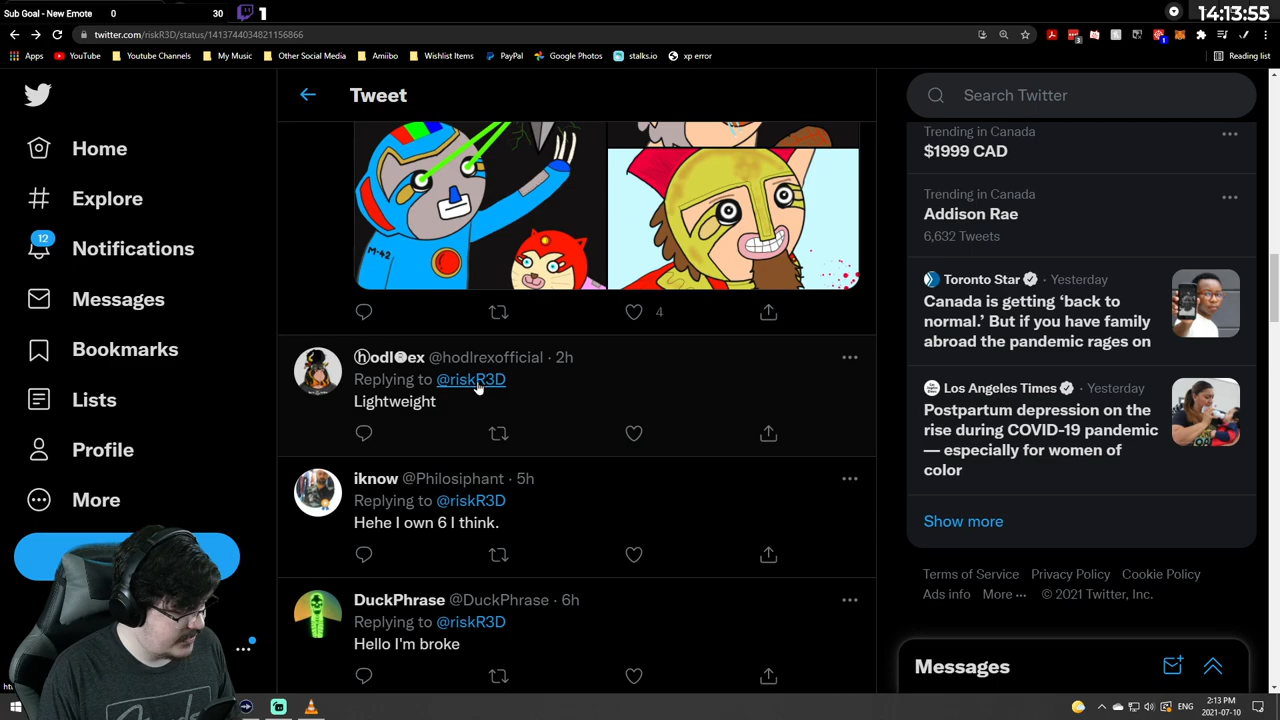 Sub Goal - New Emote 0 30 1 14:13:55
twitter.com/riskR3D/status/1413744034821156866
Apps YouTube Youtube Channels My Music Other Social Media Amiibo Wishlist Items PayPal Google Photos stalks.io xp error Reading list
Home
Explore
12
Notifications
Messages
Bookmarks
Lists
Profile
More
Tweet
M-42
4
ⓗodlⓇex @hodlrexofficial · 2h
Replying to @riskR3D
Lightweight
iknow @Philosiphant · 5h
Replying to @riskR3D
Hehe I own 6 I think.
DuckPhrase @DuckPhrase · 6h
Replying to @riskR3D
Hello I'm broke
Search Twitter
Trending in Canada
$1999 CAD
Trending in Canada
Addison Rae
6,632 Tweets
Toronto Star · Yesterday
Canada is getting ‘back to
normal.’ But if you have family
abroad the pandemic rages on
Los Angeles Times · Yesterday
Postpartum depression on the
rise during COVID-19 pandemic
— especially for women of
color
Show more
Terms of Service Privacy Policy Cookie Policy
Ads info More ··· © 2021 Twitter, Inc.
Messages
ENG
2:13 PM
2021-07-10